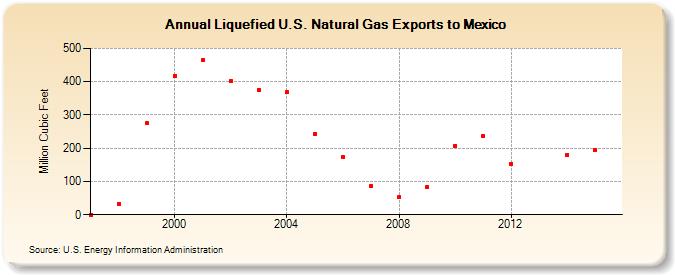 Annual Liquefied U.S. Natural Gas Exports to Mexico
Million Cubic Feet
500
400
300
200
100
0
2000 2004 2008 2012
Source: U.S. Energy Information Administration